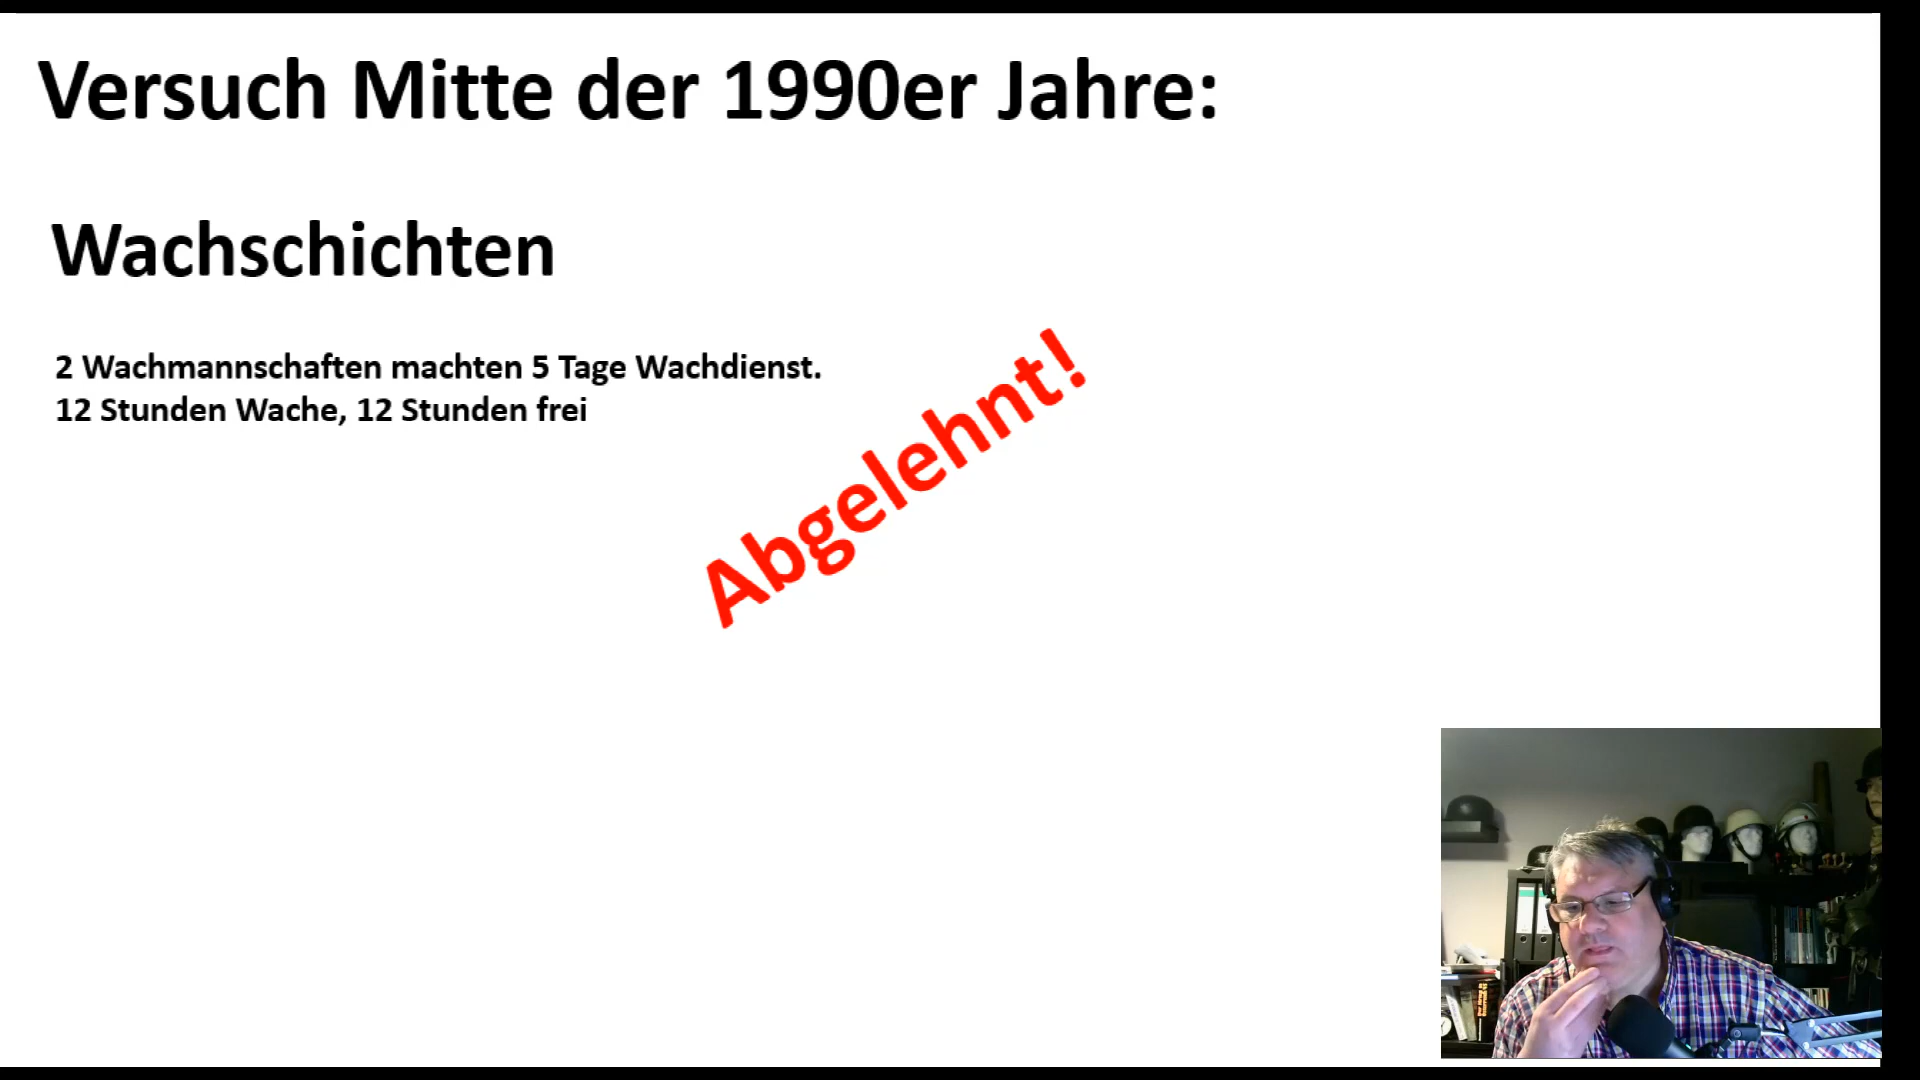 Versuch Mitte der 1990er Jahre:
Wachschichten
2 Wachmannschaften machten 5 Tage Wachdienst.
12 Stunden Wache, 12 Stunden frei
Abgelehnt!